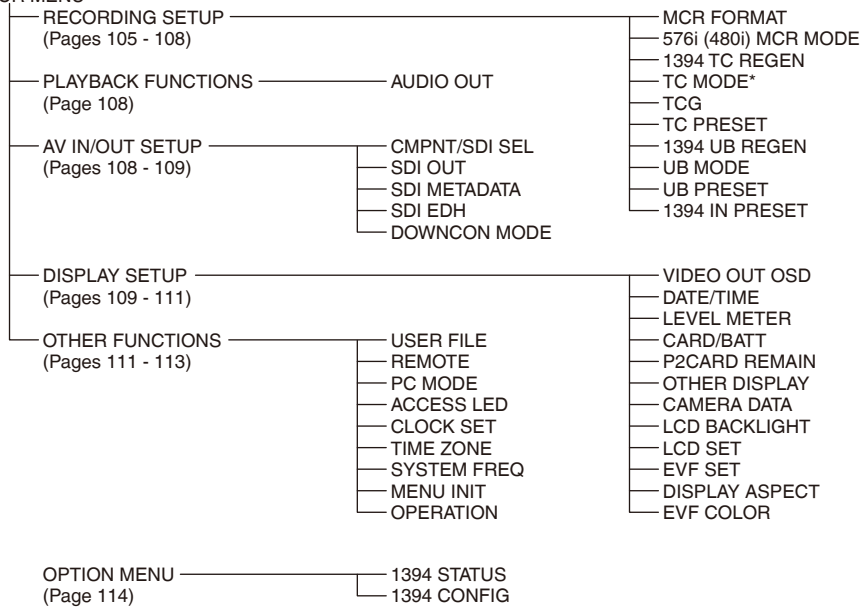 MENU
RECORDING SETUP
(Pages 105 - 108)
MCR FORMAT
576i (480i) MCR MODE
1394 TC REGEN
TC MODE*
TCG
TC PRESET
1394 UB REGEN
UB MODE
UB PRESET
1394 IN PRESET
PLAYBACK FUNCTIONS
(Page 108)
AUDIO OUT
AV IN/OUT SETUP
(Pages 108 - 109)
CMPNT/SDI SEL
SDI OUT
SDI METADATA
SDI EDH
DOWNCON MODE
DISPLAY SETUP
(Pages 109 - 111)
VIDEO OUT OSD
DATE/TIME
LEVEL METER
CARD/BATT
P2CARD REMAIN
OTHER DISPLAY
CAMERA DATA
LCD BACKLIGHT
LCD SET
EVF SET
DISPLAY ASPECT
EVF COLOR
OTHER FUNCTIONS
(Pages 111 - 113)
USER FILE
REMOTE
PC MODE
ACCESS LED
CLOCK SET
TIME ZONE
SYSTEM FREQ
MENU INIT
OPERATION
OPTION MENU
(Page 114)
1394 STATUS
1394 CONFIG